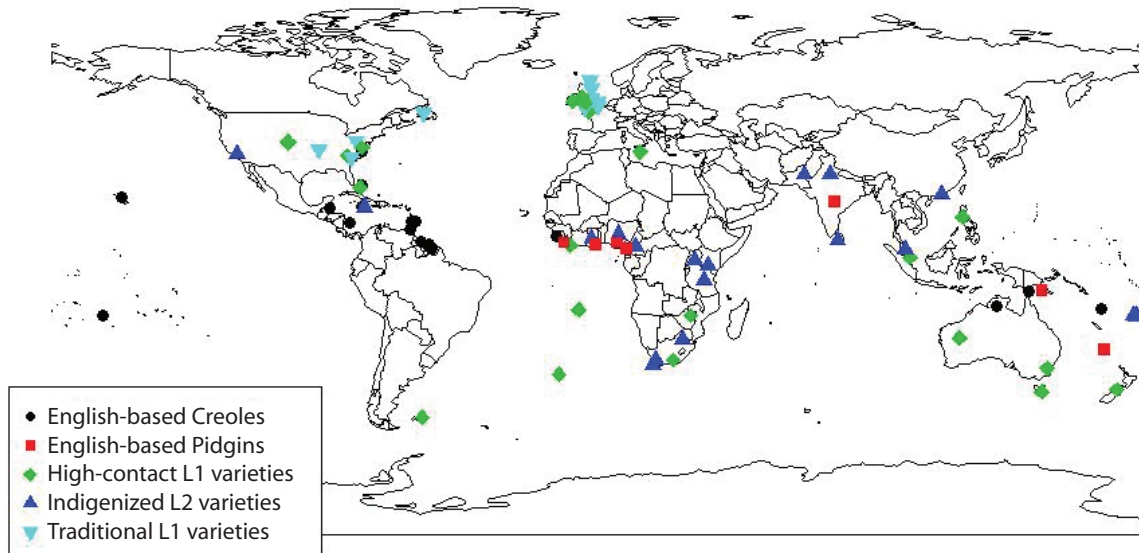 English-based Creoles
English-based Pidgins
High-contact L1 varieties
Indigenized L2 varieties
Traditional L1 varieties